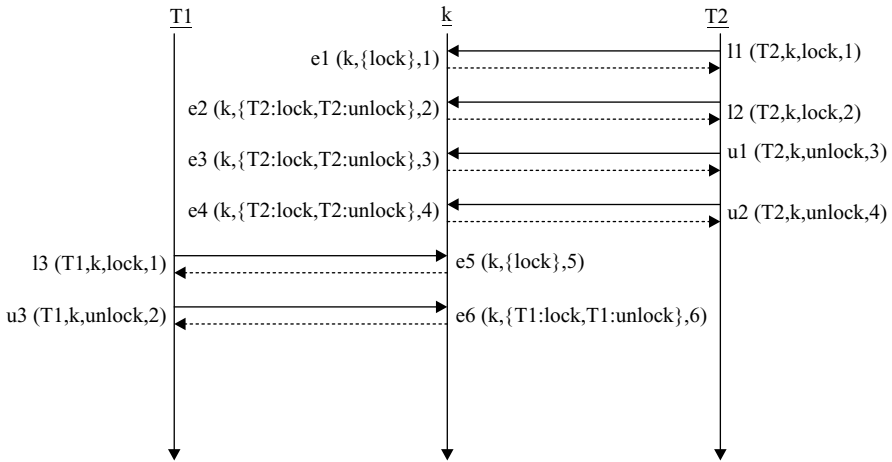 T1 k T2
e1 (k,{lock},1) l1 (T2,k,lock,1)
e2 (k,{T2:lock,T2:unlock},2) l2 (T2,k,lock,2)
e3 (k,{T2:lock,T2:unlock},3) u1 (T2,k,unlock,3)
e4 (k,{T2:lock,T2:unlock},4) u2 (T2,k,unlock,4)
l3 (T1,k,lock,1) e5 (k,{lock},5)
u3 (T1,k,unlock,2) e6 (k,{T1:lock,T1:unlock},6)